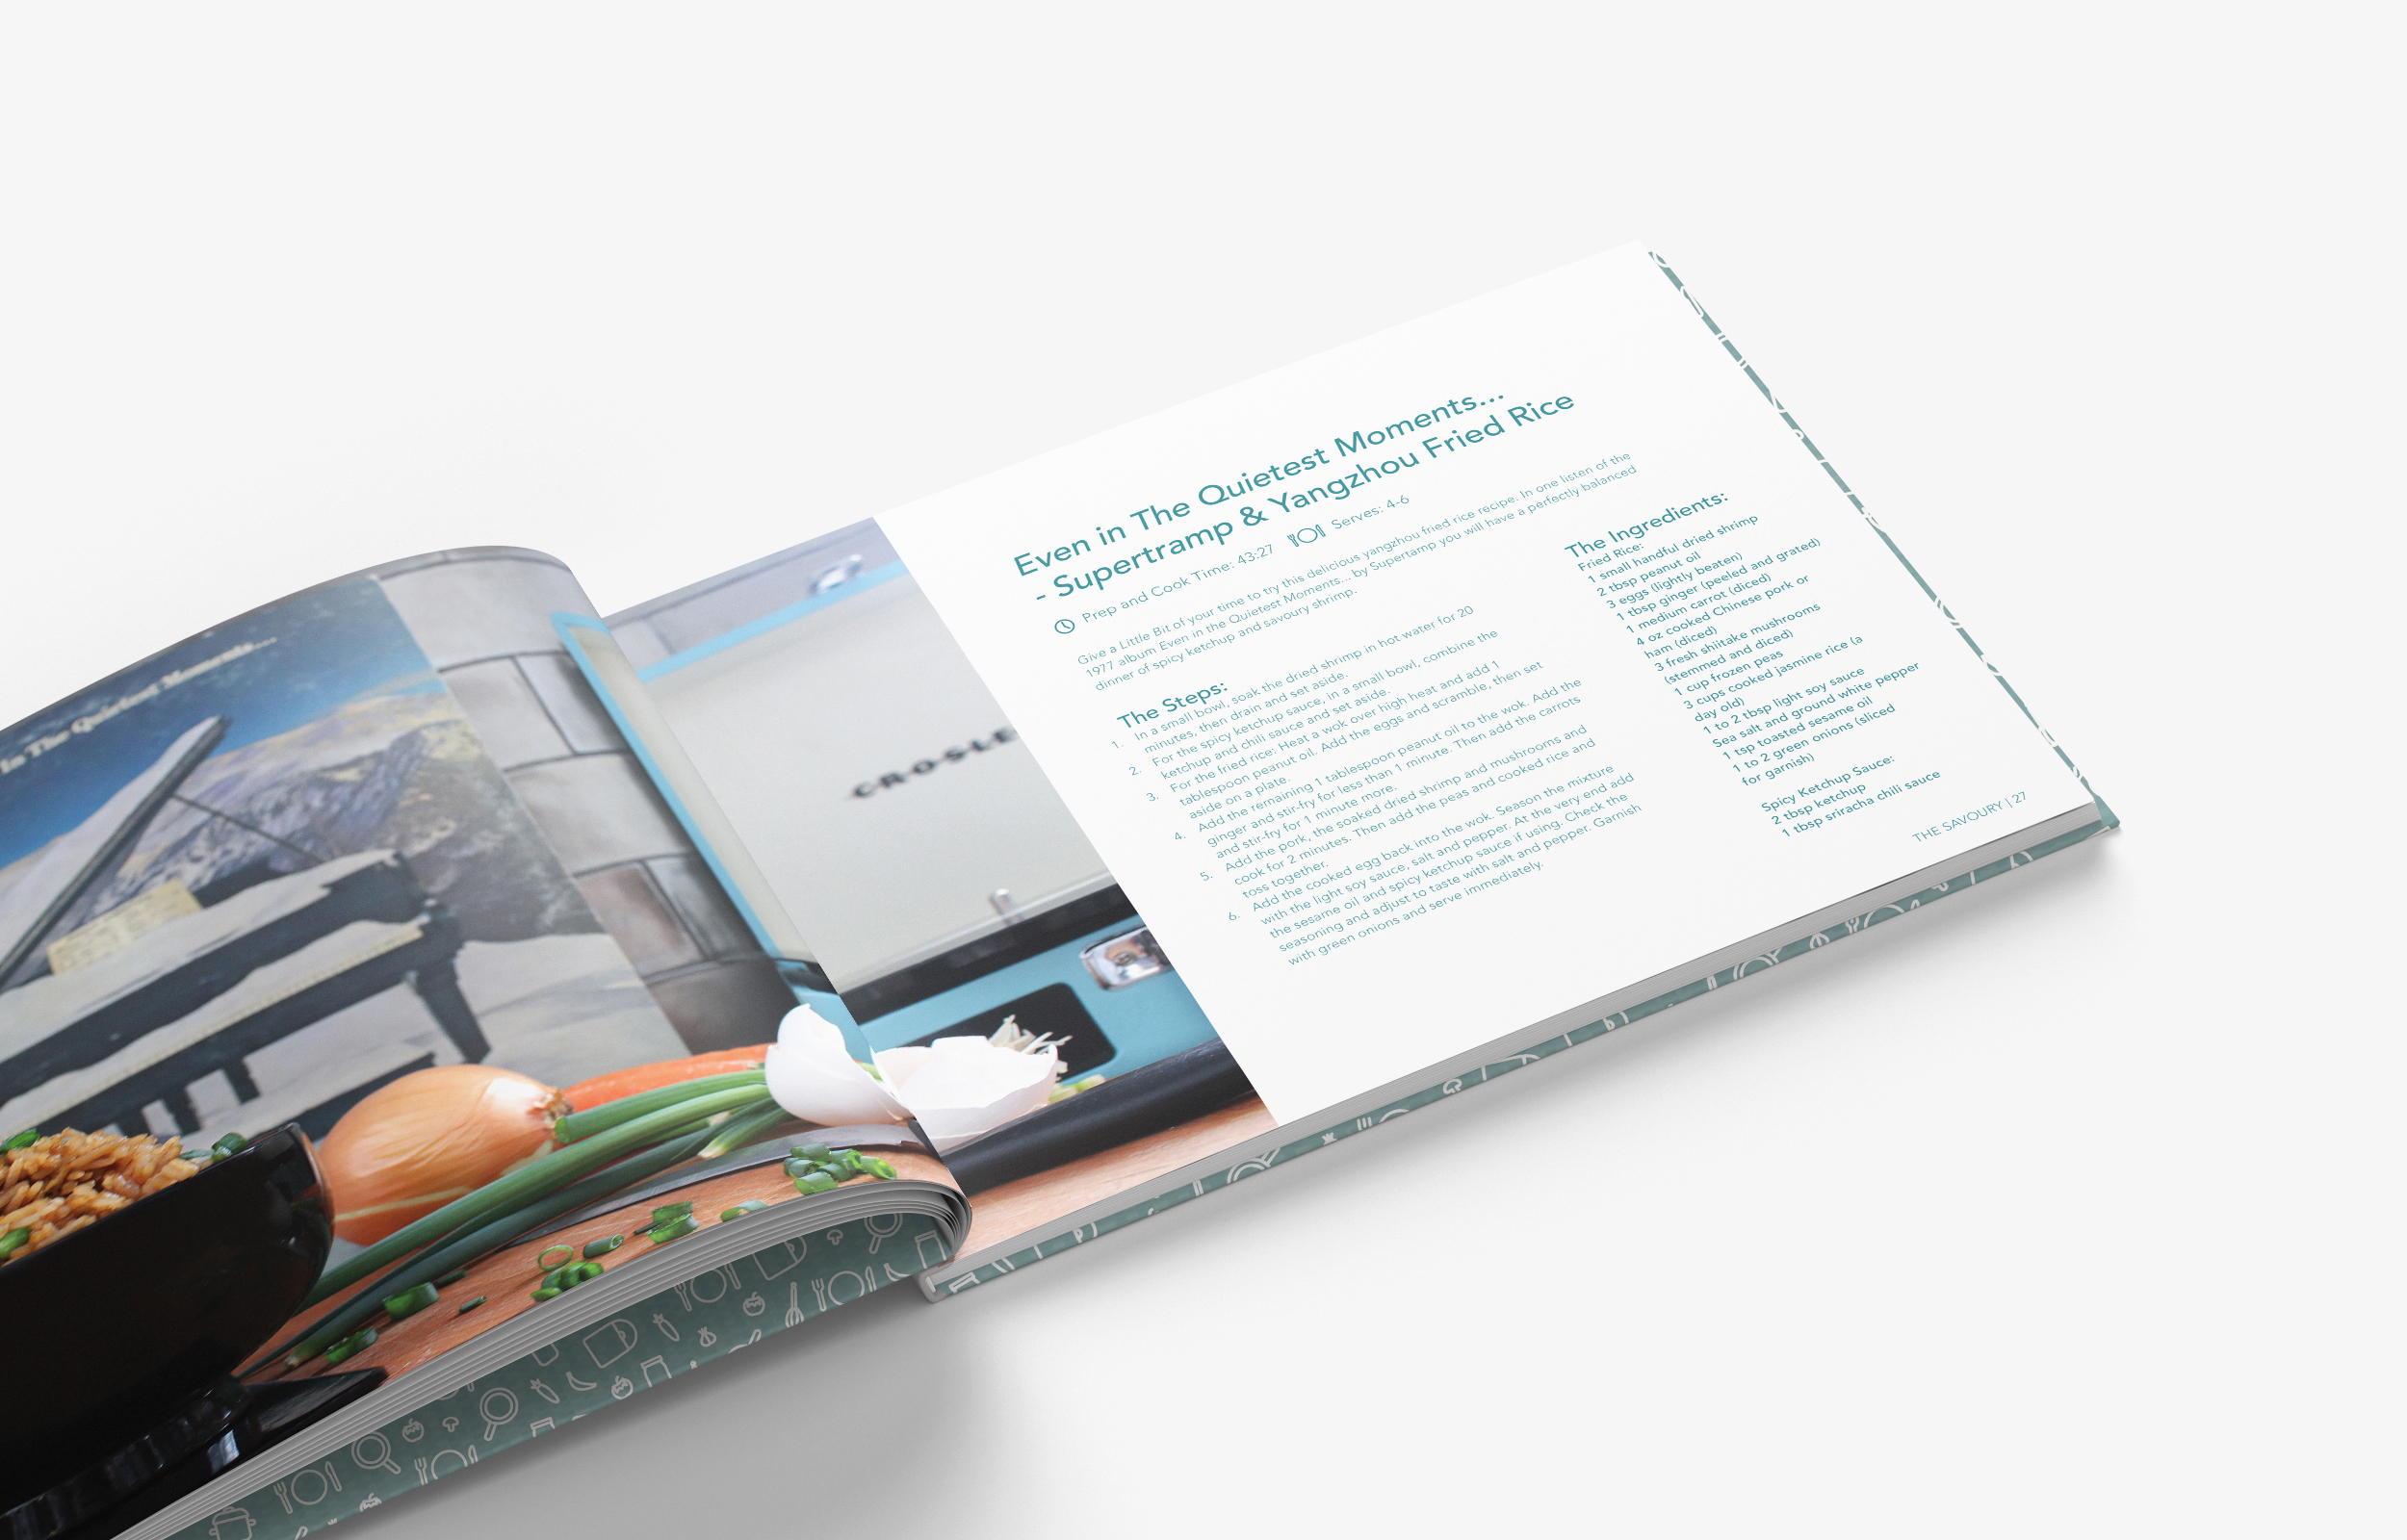 In The Quietest Moments...
CROSLE
Even in The Quietest Moments...
- Supertramp & Yangzhou Fried Rice
Prep and Cook Time: 43:27 Serves: 4-6
Give a Little Bit of your time to try this delicious yangzhou fried rice recipe. In one listen of the
1977 album Even in the Quietest Moments... by Supertamp you will have a perfectly balanced
dinner of spicy ketchup and savoury shrimp.
The Steps:
1. In a small bowl, soak the dried shrimp in hot water for 20
minutes, then drain and set aside.
2. For the spicy ketchup sauce, in a small bowl, combine the
ketchup and chili sauce and set aside.
3. For the fried rice: Heat a wok over high heat and add 1
tablespoon peanut oil. Add the eggs and scramble, then set
aside on a plate.
4. Add the remaining 1 tablespoon peanut oil to the wok. Add the
ginger and stir-fry for less than 1 minute. Then add the carrots
and stir-fry for 1 minute more.
5. Add the pork, the soaked dried shrimp and mushrooms and
cook for 2 minutes. Then add the peas and cooked rice and
toss together.
6. Add the cooked egg back into the wok. Season the mixture
with the light soy sauce, salt and pepper. At the very end add
the sesame oil and spicy ketchup sauce if using. Check the
seasoning and adjust to taste with salt and pepper. Garnish
with green onions and serve immediately.
The Ingredients:
Fried Rice:
1 small handful dried shrimp
2 tbsp peanut oil
3 eggs (lightly beaten)
1 tbsp ginger (peeled and grated)
1 medium carrot (diced)
4 oz cooked Chinese pork or
ham (diced)
3 fresh shiitake mushrooms
(stemmed and diced)
1 cup frozen peas
3 cups cooked jasmine rice (a
day old)
1 to 2 tbsp light soy sauce
Sea salt and ground white pepper
1 tsp toasted sesame oil
1 to 2 green onions (sliced
for garnish)
Spicy Ketchup Sauce:
2 tbsp ketchup
1 tbsp sriracha chili sauce
THE SAVOURY | 27